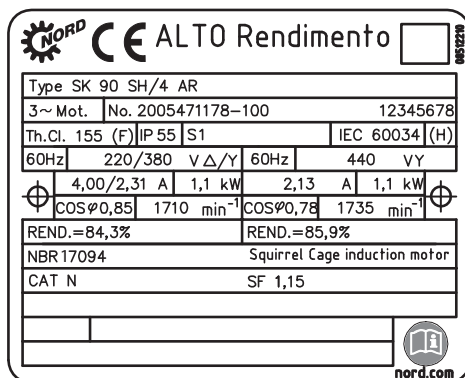 NORD CE ALTO Rendimento
08512210
Type SK 90 SH/4 AR
3~ Mot. No. 2005471178-100 12345678
Th.Cl. 155 (F) IP 55 S1 IEC 60034 (H)
60Hz 220/380 V △/Y 60Hz 440 VY
4,00/2,31 A 1,1 kW 2,13 A 1,1 kW
COSφ0,85 1710 min⁻¹ COSφ0,78 1735 min⁻¹
REND.=84,3% REND.=85,9%
NBR 17094 Squirrel Cage induction motor
CAT N SF 1,15
i
nord.com